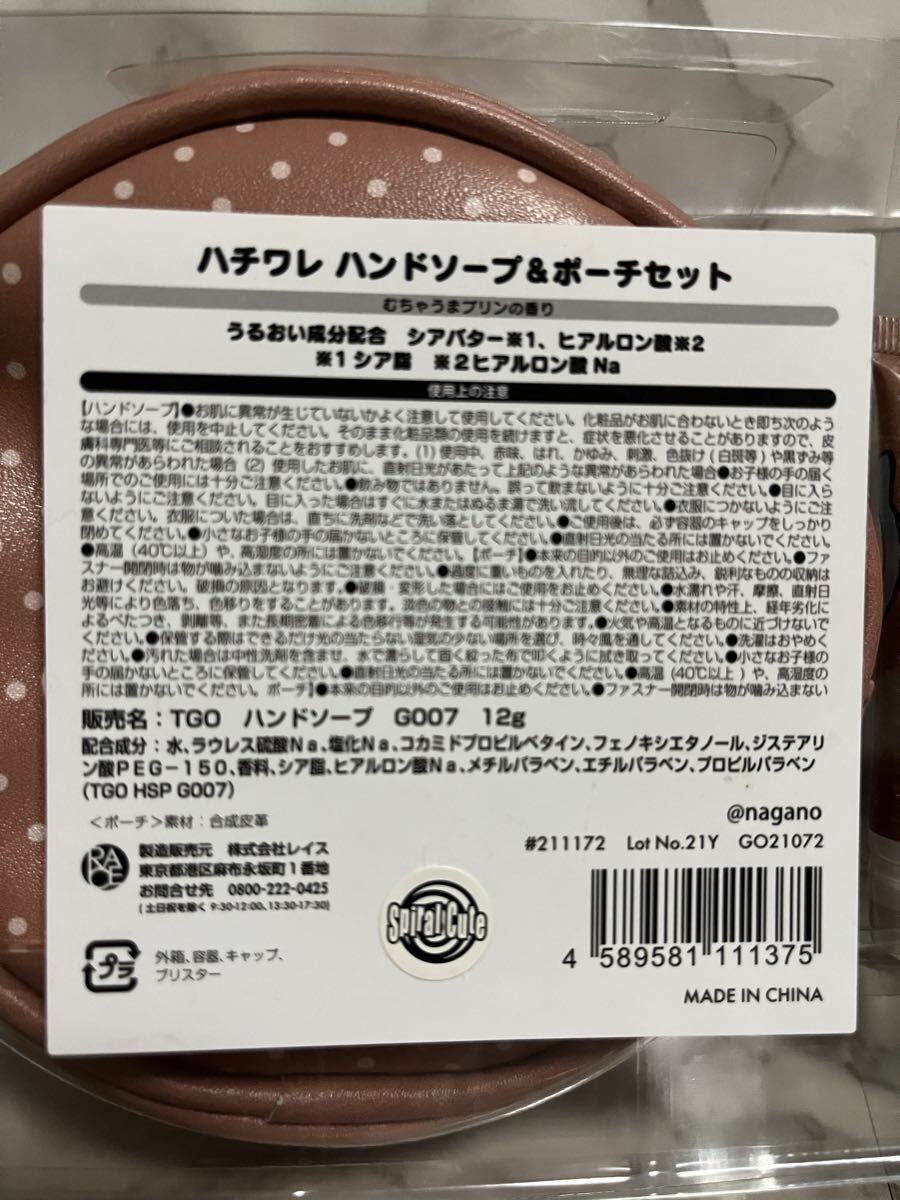 ハチワレ ハンドソープ＆ポーチセット
むちゃうまプリンの香り
うるおい成分配合　シアバター※1、ヒアルロン酸※2
※1 シア脂　※2ヒアルロン酸 Na
使用上の注意
【ハンドソープ】●お肌に異常が生じていないかよく注意して使用してください。化粧品がお肌に合わないとき即ち次のよう
な場合には、使用を中止してください。そのまま化粧品類の使用を続けますと、症状を悪化させることがありますので、皮
膚科専門医等にご相談されることをおすすめします。(1) 使用中、赤味、はれ、かゆみ、刺激、色抜け(白斑等)や黒ずみ等
の異常があらわれた場合 (2) 使用したお肌に、直射日光があたって上記のような異常があらわれた場合●お子様の手の届く
場所でのご使用には十分ご注意ください。●飲み物ではありません。誤って飲まないように十分ご注意ください。●目に入ら
ないようにご注意ください。目に入った場合はすぐに水またはぬるま湯で洗い流してください。●衣服につかないようにご注
意ください。衣服についた場合は、直ちに洗剤などで洗い落としてください。●ご使用後は、必ず容器のキャップをしっかり
閉めてください。●小さなお子様の手の届かないところに保管してください。●直射日光の当たる所には置かないでください。
●高温（40℃以上）や、高湿度の所には置かないでください。【ポーチ】●本来の目的以外のご使用はお止めください。●ファ
スナー開閉時は物が噛み込まないようにご注意ください。●過度に重いものを入れたり、無理な詰込み、鋭利なものの収納は
お避けください。破損の原因となります。●破損・変形した場合にはご使用をお止めください。●水濡れや汗、摩擦、直射日
光等により色落ち、色移りをすることがあります。淡色の物との接触には十分ご注意ください。●素材の特性上、経年劣化に
よるべたつき、剥離等、また長期密着による色移行等が発生する可能性があります。●火気や高温となるものに近づけないで
ください。●保管する際はできるだけ光の当たらない湿気の少ない場所を選び、時々風を通してください。●洗濯はおやめく
ださい。●汚れた場合は中性洗剤を含ませ、水で濡らして固く絞った布で叩くように拭き取ってください。●小さなお子様の
手の届かないところに保管してください。●直射日光の当たる所には置かないでください。●高温（40℃以上）や、高湿度の
所には置かないでください。ポーチ】●本来の目的以外のご使用はお止めください。●ファスナー開閉時は物が噛み込まない
販売名：TGO　ハンドソープ　G007　12g
配合成分：水、ラウレス硫酸Na、塩化Na、コカミドプロピルベタイン、フェノキシエタノール、ジステアリ
ン酸PEG－150、香料、シア脂、ヒアルロン酸Na、メチルパラベン、エチルパラベン、プロピルパラベン
(TGO HSP G007)
＜ポーチ＞素材：合成皮革
@nagano
#211172　Lot No.21Y　GO21072
製造販売元　株式会社レイス
東京都港区麻布永坂町1番地
お問合せ先　0800-222-0425
(土日祝を除く 9:30-12:00、13:30-17:30)
Spiral Cute
プラ
外箱、容器、キャップ、
ブリスター
4 589581 111375
MADE IN CHINA